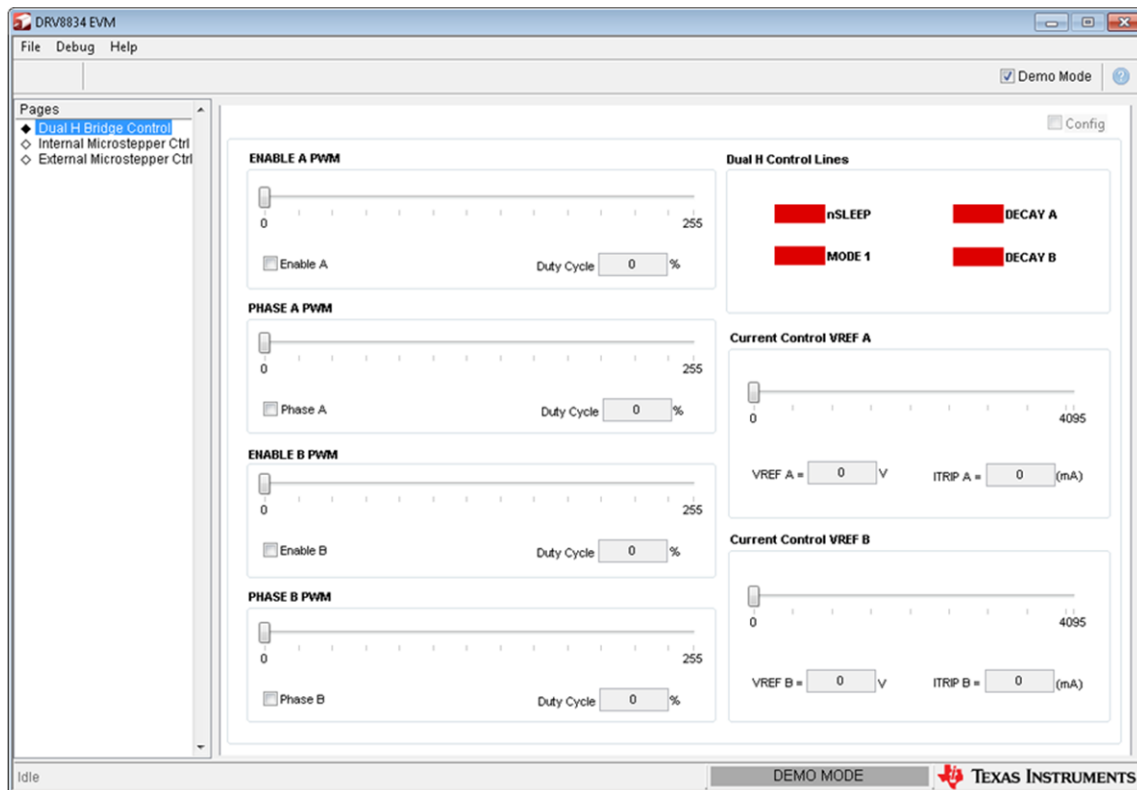 DRV8834 EVM
File Debug Help
Demo Mode
Pages
Dual H Bridge Control
Internal Microstepper Ctrl
External Microstepper Ctrl
Config
ENABLE A PWM
0 255
Enable A Duty Cycle 0 %
PHASE A PWM
0 255
Phase A Duty Cycle 0 %
ENABLE B PWM
0 255
Enable B Duty Cycle 0 %
PHASE B PWM
0 255
Phase B Duty Cycle 0 %
Dual H Control Lines
nSLEEP DECAY A
MODE 1 DECAY B
Current Control VREF A
0 4095
VREF A = 0 V ITRIP A = 0 (mA)
Current Control VREF B
0 4095
VREF B = 0 V ITRIP B = 0 (mA)
Idle DEMO MODE TEXAS INSTRUMENTS